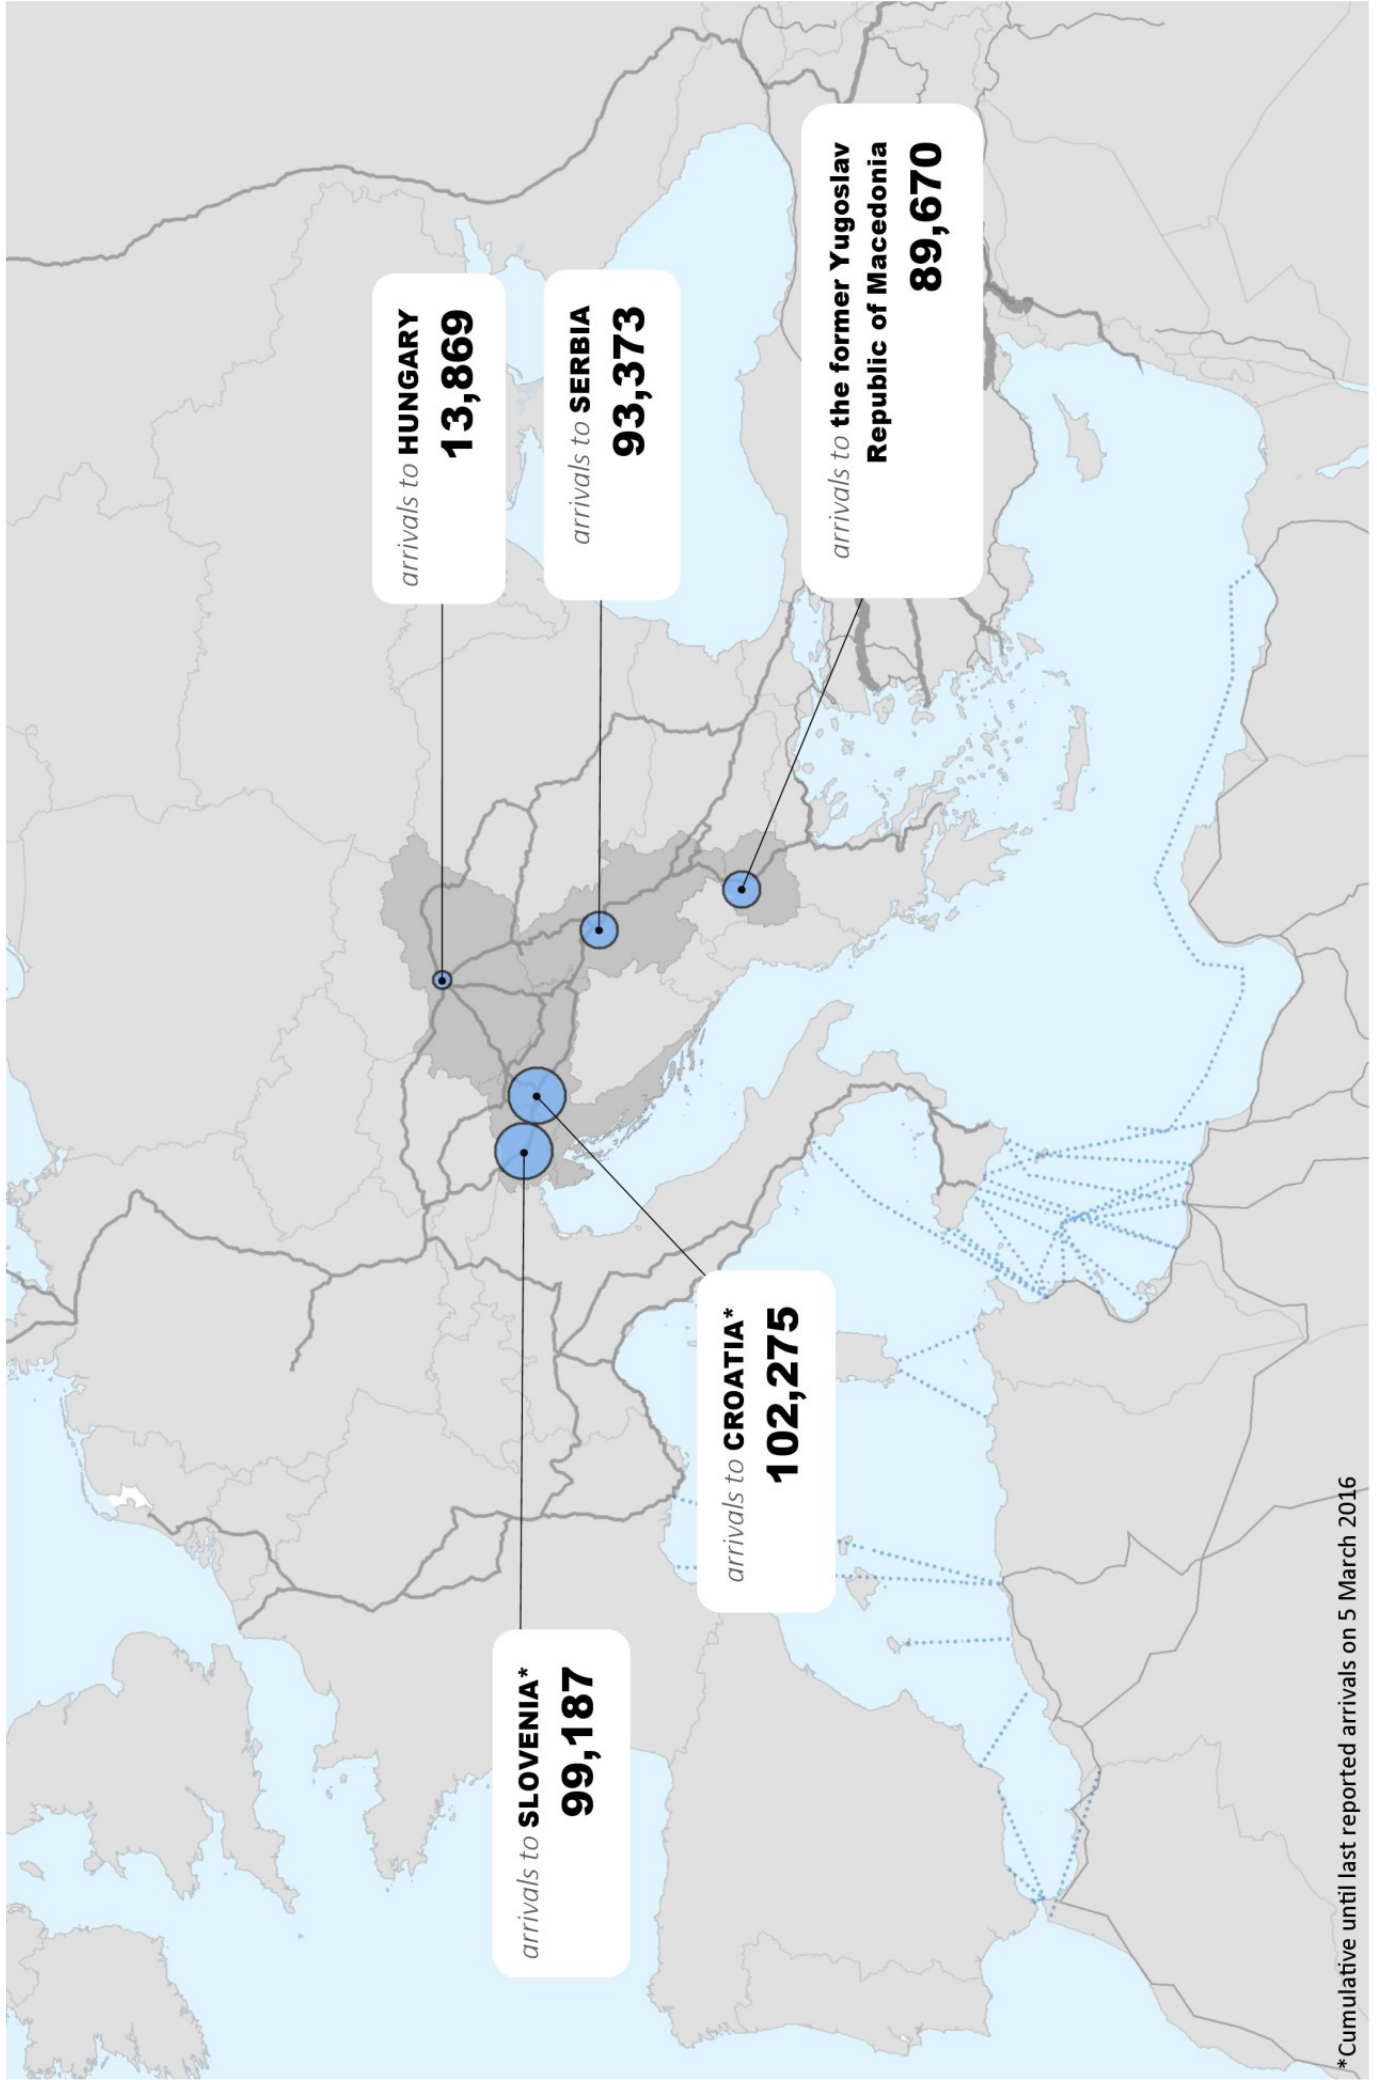 arrivals to HUNGARY
13,869
arrivals to SERBIA
93,373
arrivals to the former Yugoslav
Republic of Macedonia
89,670
arrivals to SLOVENIA*
99,187
arrivals to CROATIA*
102,275
*Cumulative until last reported arrivals on 5 March 2016